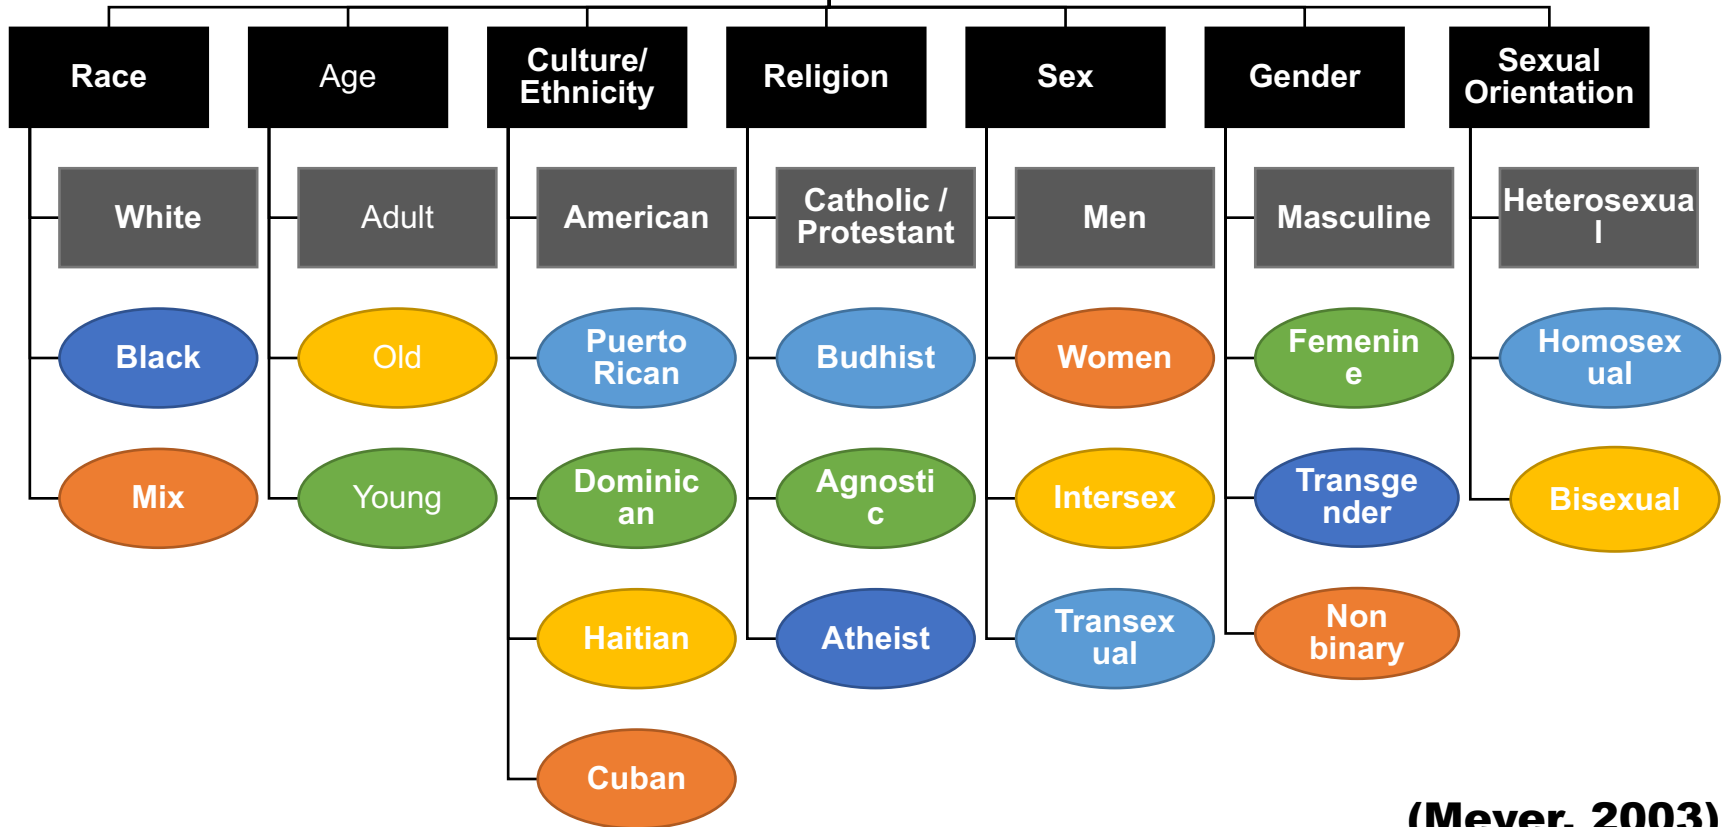 Race
Age
Culture/
Ethnicity
Religion
Sex
Gender
Sexual
Orientation
White
Adult
American
Catholic /
Protestant
Men
Masculine
Heterosexua
l
Black
Old
Puerto
Rican
Budhist
Women
Femenin
e
Homosex
ual
Mix
Young
Dominic
an
Agnosti
c
Intersex
Transge
nder
Bisexual
Haitian
Atheist
Transex
ual
Non
binary
Cuban
(Meyer, 2003)